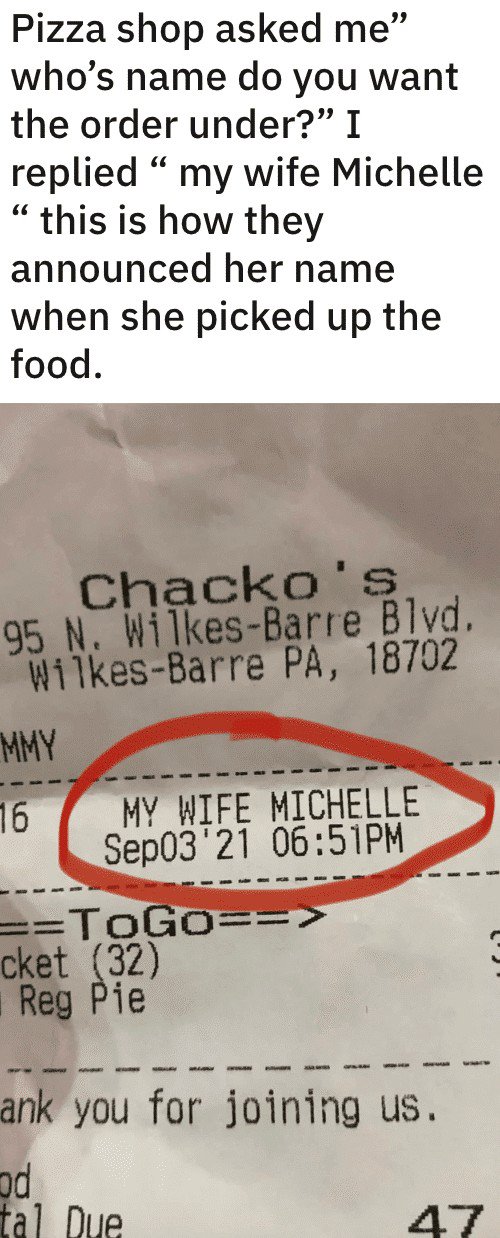 Pizza shop asked me”
who’s name do you want
the order under?” I
replied “ my wife Michelle
“ this is how they
announced her name
when she picked up the
food.
Chacko's
95 N. Wilkes-Barre Blvd.
Wilkes-Barre PA, 18702
MMY
16 MY WIFE MICHELLE
Sep03'21 06:51PM
==ToGo==>
cket (32)
Reg Pie
ank you for joining us.
od
tal Due 47